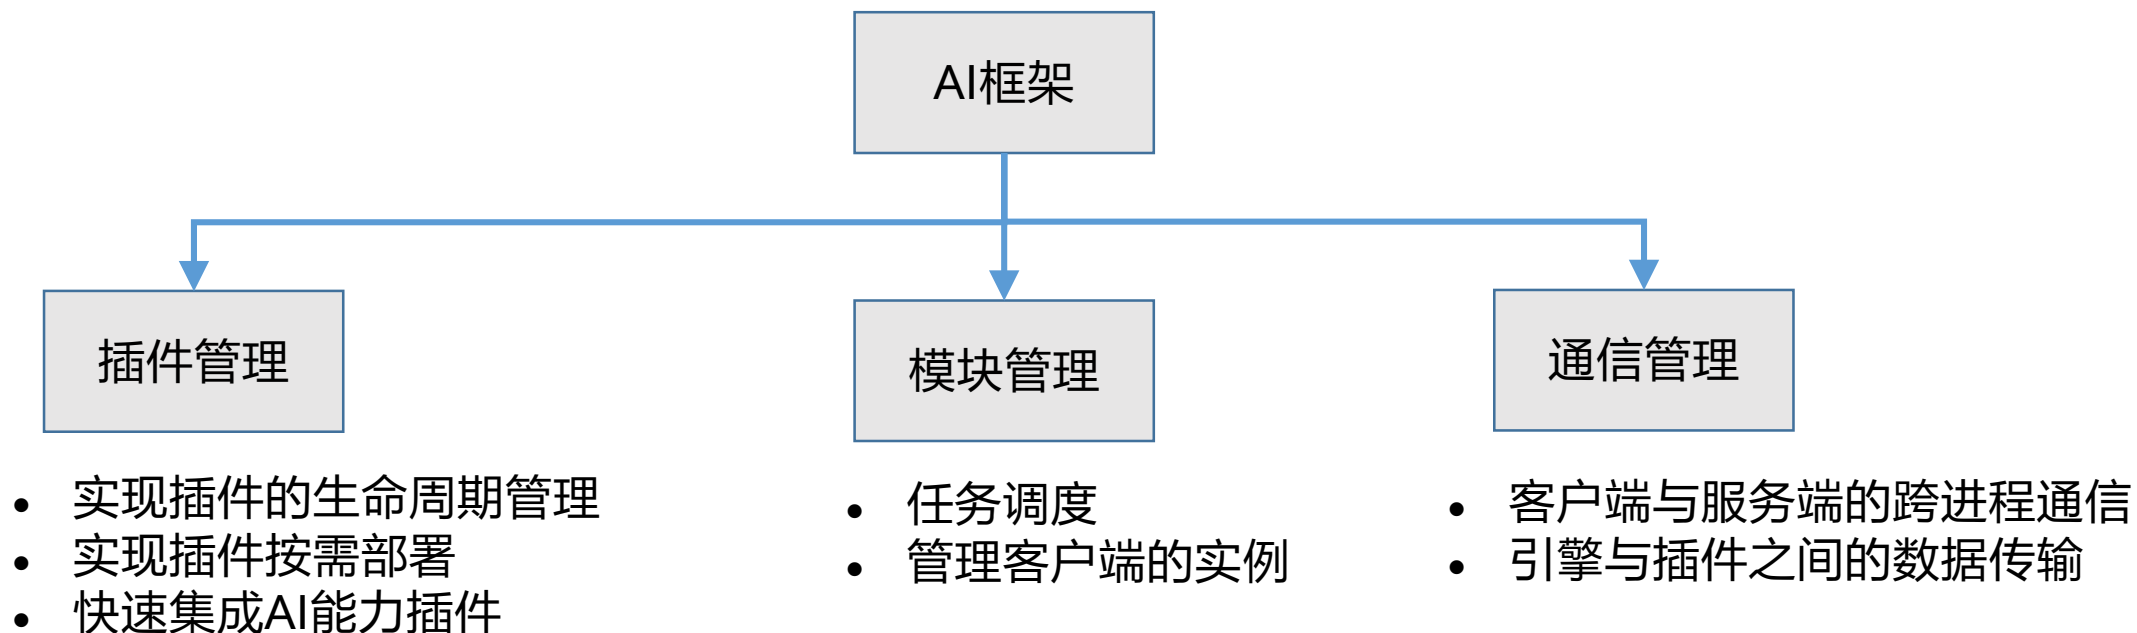 AI框架
插件管理
模块管理
通信管理
• 实现插件的生命周期管理
• 实现插件按需部署
• 快速集成AI能力插件
• 任务调度
• 管理客户端的实例
• 客户端与服务端的跨进程通信
• 引擎与插件之间的数据传输